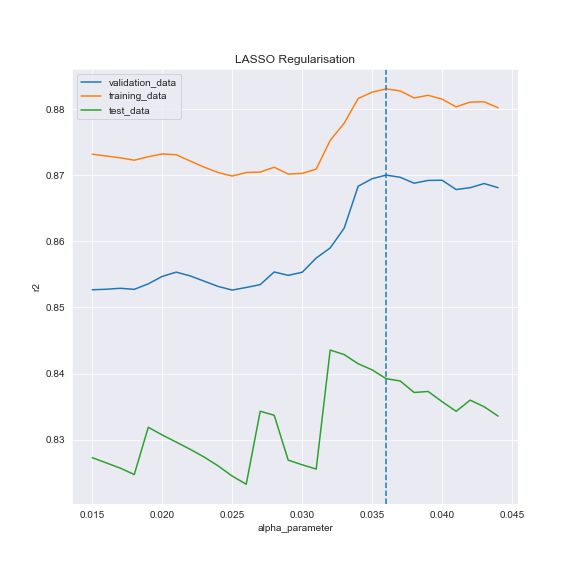 LASSO Regularisation
validation_data
training_data
test_data
0.88
0.87
0.86
0.85
0.84
0.83
r2
0.015 0.020 0.025 0.030 0.035 0.040 0.045
alpha_parameter